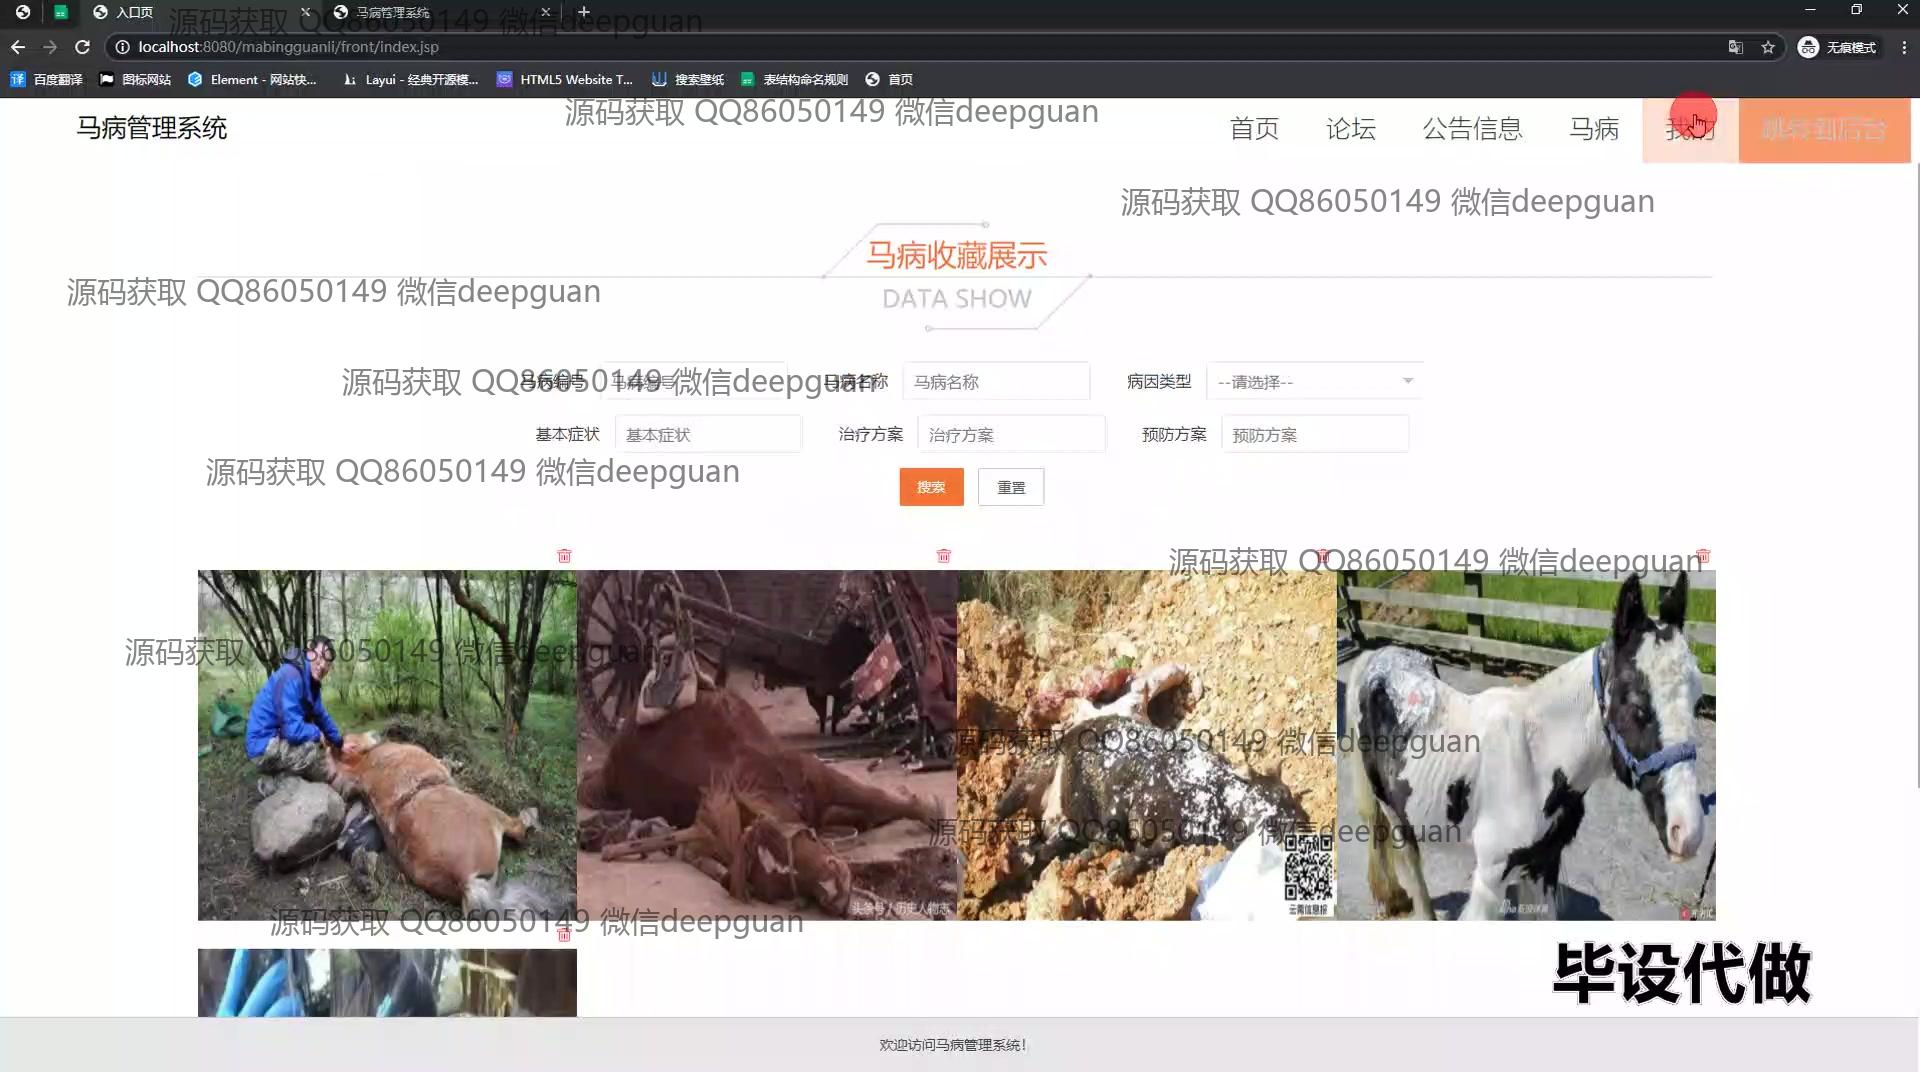 入口页
马病管理系统
源码获取 QQ86050149 微信deepguan
localhost:8080/mabingguanli/front/index.jsp
无痕模式
译 百度翻译
图标网站
Element - 网站快...
Layui - 经典开源模...
HTML5 Website T...
搜索壁纸
表结构命名规则
首页
源码获取 QQ86050149 微信deepguan
马病管理系统
首页
论坛
公告信息
马病
我的
跳转到后台
源码获取 QQ86050149 微信deepguan
马病收藏展示
DATA SHOW
源码获取 QQ86050149 微信deepguan
马病编号
马病编号
马病名称
马病名称
病因类型
--请选择--
源码获取 QQ86050149 微信deepguan
基本症状
基本症状
治疗方案
治疗方案
预防方案
预防方案
源码获取 QQ86050149 微信deepguan
搜索
重置
源码获取 QQ86050149 微信deepguan
源码获取 QQ86050149 微信deepguan
源码获取 QQ86050149 微信deepguan
源码获取 QQ86050149 微信deepguan
头条号 / 历史人物志
云南信息报
源码获取 QQ86050149 微信deepguan
毕设代做
欢迎访问马病管理系统!